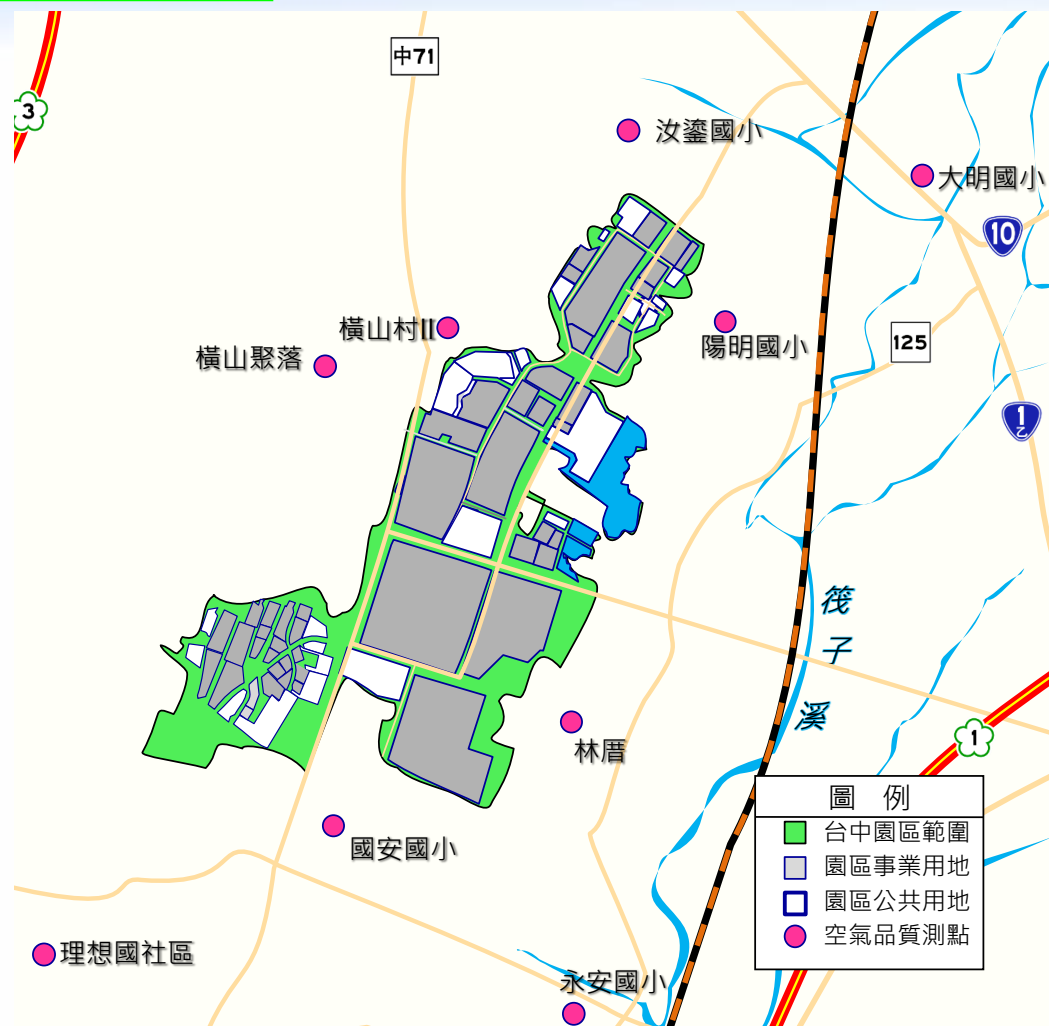 中71
3
汝鎏國小
大明國小
10
橫山村II
橫山聚落
陽明國小
125
1乙
筏子溪
林厝
1
國安國小
圖 例
台中園區範圍
園區事業用地
園區公共用地
空氣品質測點
理想國社區
永安國小